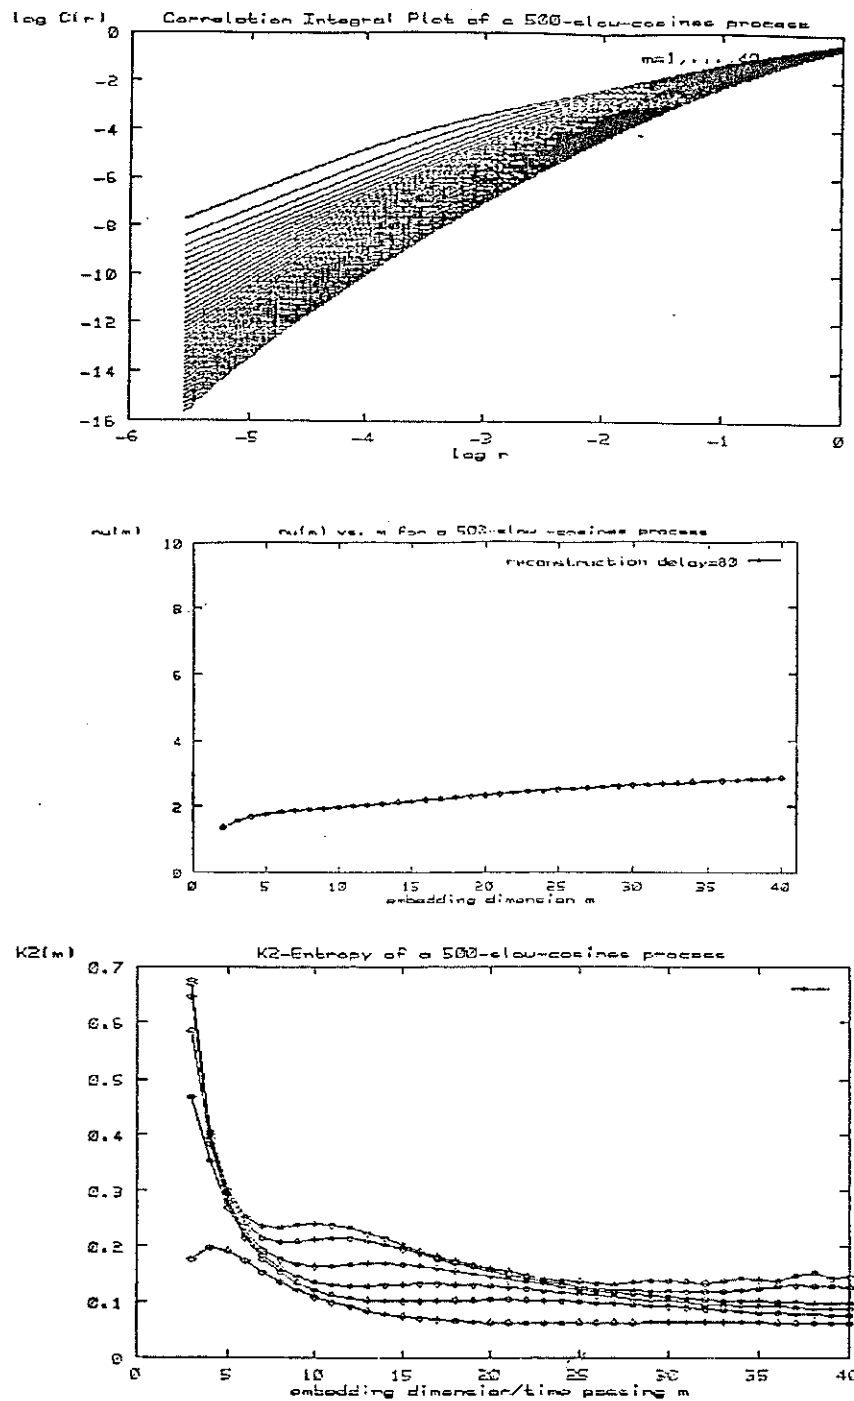 log C(r) Correlation Integral Plot of a 500-slow-cosines process
m=1,...,40
0
-2
-4
-6
-8
-10
-12
-14
-16
-6 -5 -4 -3 -2 -1 0
log r
nu(m) nu(m) vs. m for a 500-slow-cosines process
reconstruction delay=80
10
8
6
4
2
0
0 5 10 15 20 25 30 35 40
embedding dimension m
K2(m) K2-Entropy of a 500-slow-cosines process
0.7
0.6
0.5
0.4
0.3
0.2
0.1
0
0 5 10 15 20 25 30 35 40
embedding dimension/time passing m